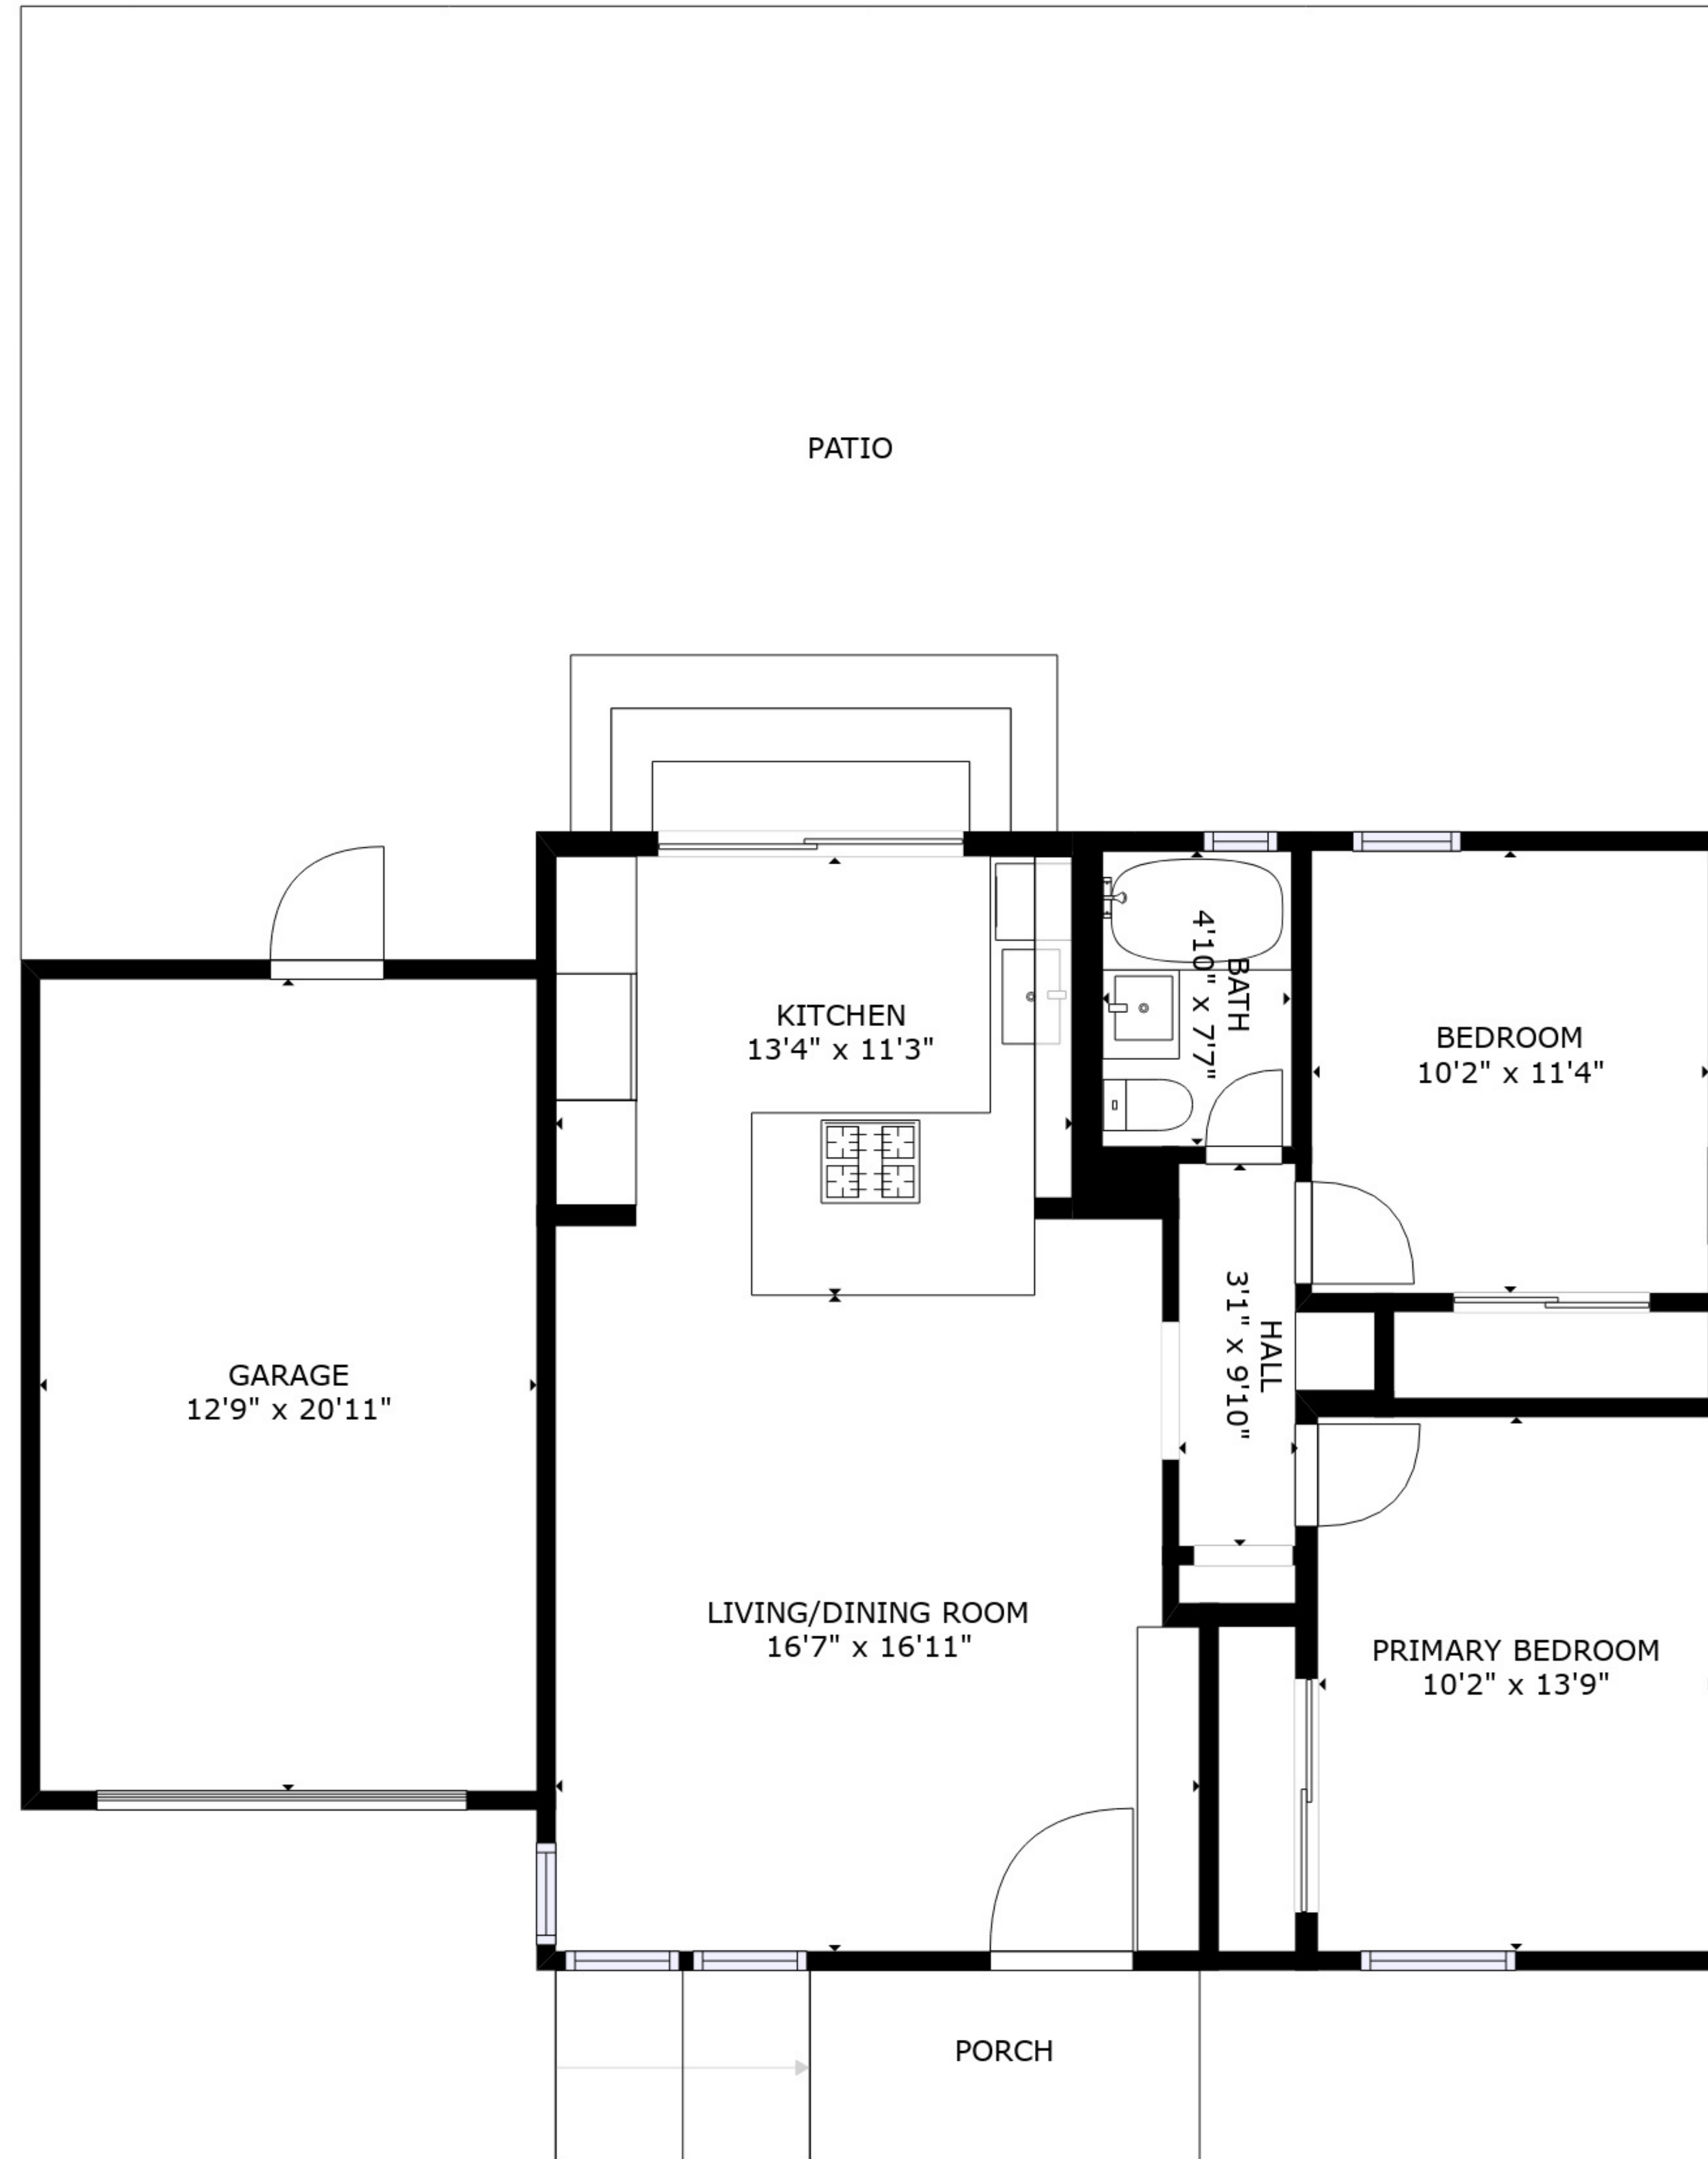 PATIO
KITCHEN
13'4" x 11'3"
BATH
4'10" x 7'7"
BEDROOM
10'2" x 11'4"
HALL
3'1" x 9'10"
GARAGE
12'9" x 20'11"
LIVING/DINING ROOM
16'7" x 16'11"
PRIMARY BEDROOM
10'2" x 13'9"
PORCH